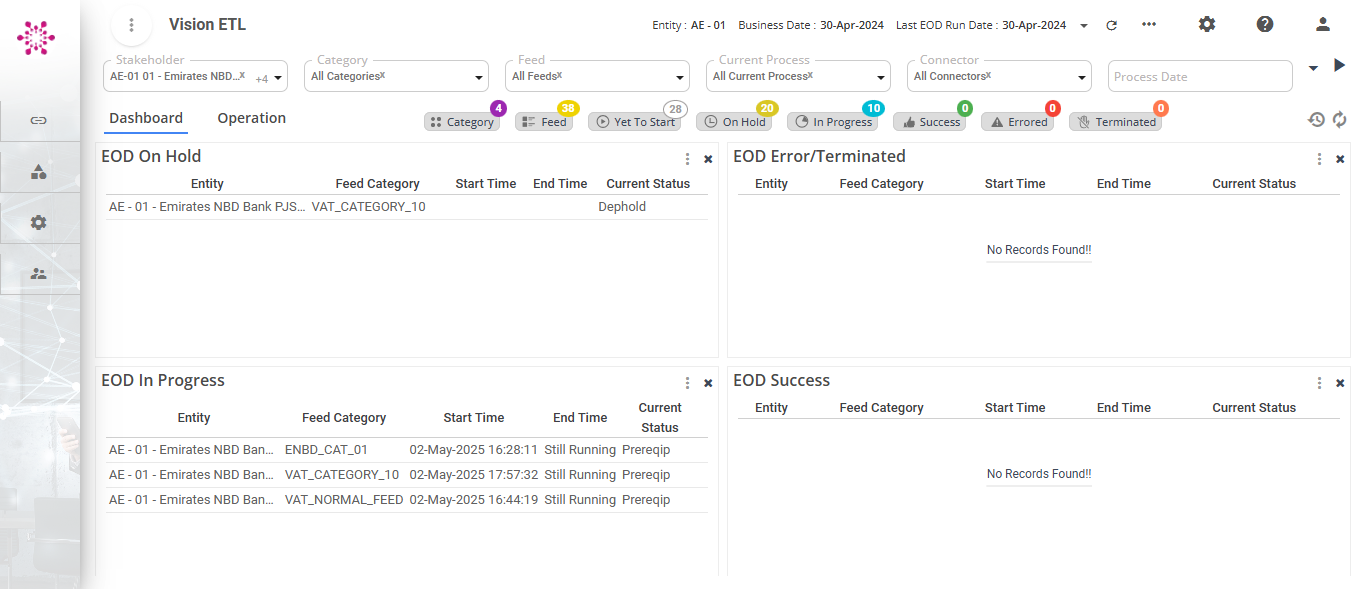 Vision ETL
Entity : AE - 01 Business Date : 30-Apr-2024 Last EOD Run Date : 30-Apr-2024
Stakeholder Category Feed Current Process Connector
AE-01 01 - Emirates NBD...x +4 All Categoriesx All Feedsx All Current Processx All Connectorsx Process Date
4 38 28 20 10 0 0 0
Dashboard Operation Category Feed Yet To Start On Hold In Progress Success Errored Terminated
EOD On Hold
Entity Feed Category Start Time End Time Current Status
AE - 01 - Emirates NBD Bank PJS... VAT_CATEGORY_10 Dephold
EOD Error/Terminated
Entity Feed Category Start Time End Time Current Status
No Records Found!!
EOD In Progress
Entity Feed Category Start Time End Time Current Status
AE - 01 - Emirates NBD Ban... ENBD_CAT_01 02-May-2025 16:28:11 Still Running Prereqip
AE - 01 - Emirates NBD Ban... VAT_CATEGORY_10 02-May-2025 17:57:32 Still Running Prereqip
AE - 01 - Emirates NBD Ban... VAT_NORMAL_FEED 02-May-2025 16:44:19 Still Running Prereqip
EOD Success
Entity Feed Category Start Time End Time Current Status
No Records Found!!